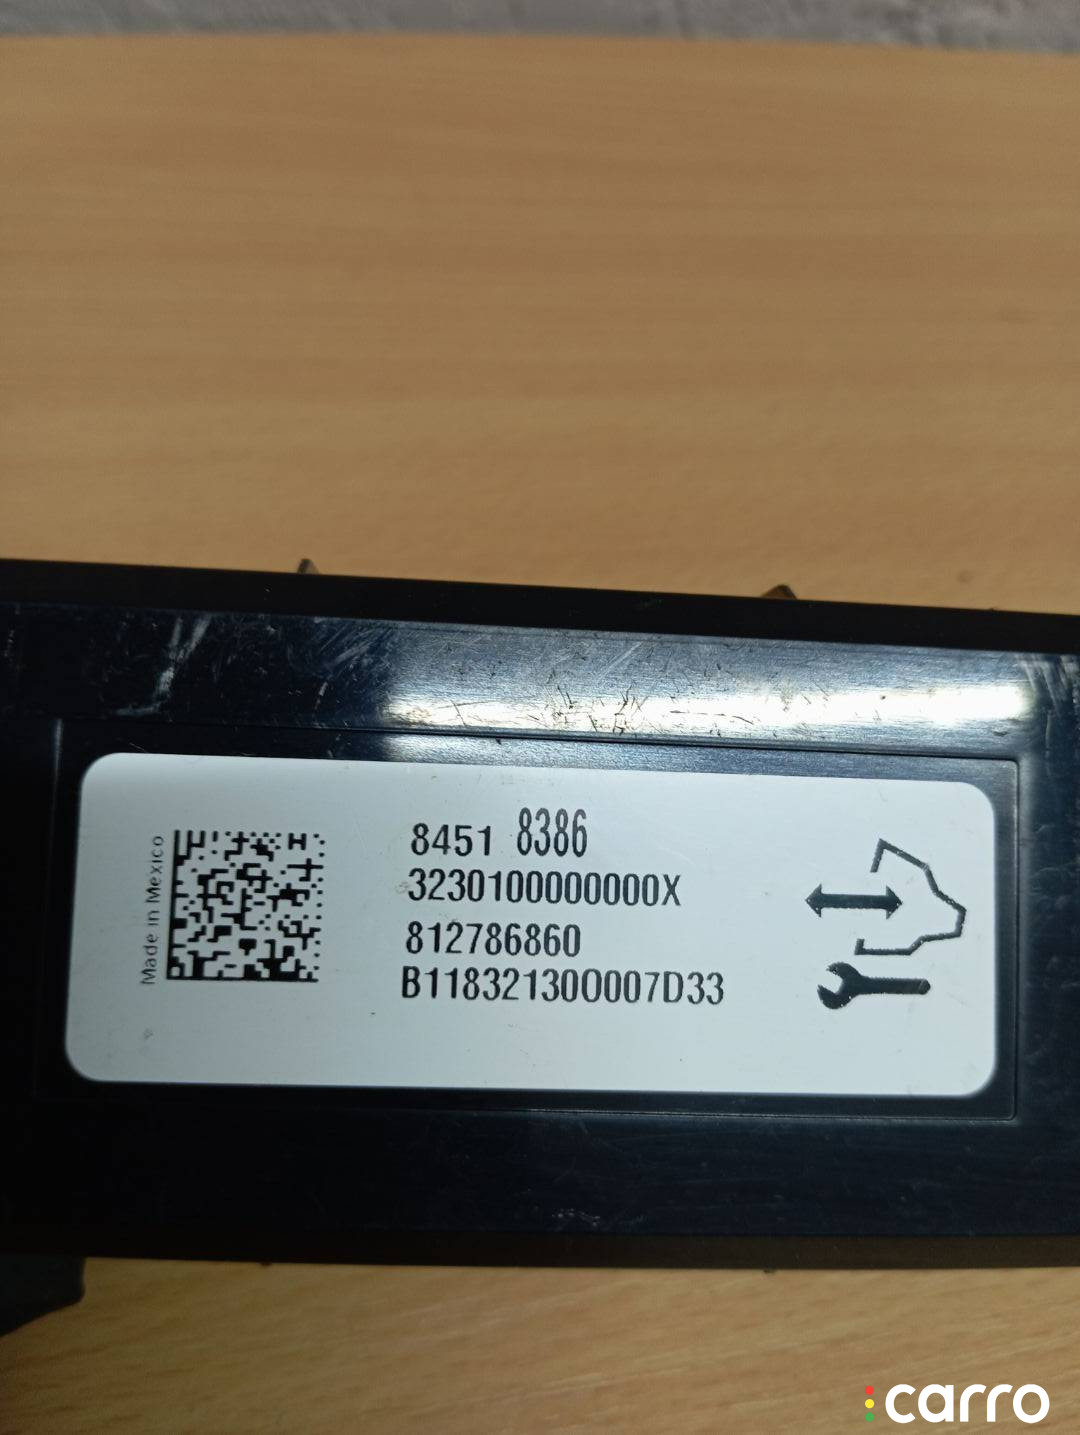 Made in Mexico
8451 8386
3230100000000X
812786860
B118321300007D33
carro